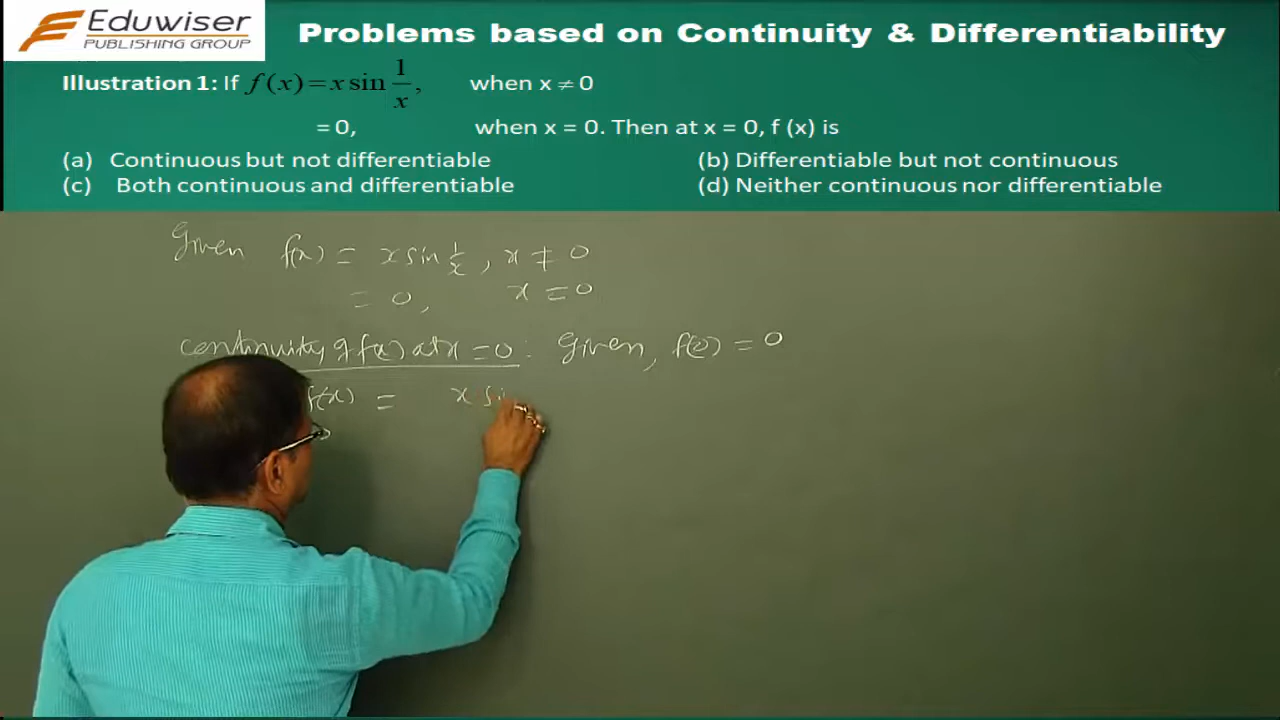 Eduwiser
PUBLISHING GROUP
Problems based on Continuity & Differentiability
Illustration 1: If f(x) = x sin 1/x, when x ≠ 0
= 0, when x = 0. Then at x = 0, f (x) is
(a) Continuous but not differentiable (b) Differentiable but not continuous
(c) Both continuous and differentiable (d) Neither continuous nor differentiable
Given f(x) = x sin 1/x, x ≠ 0
= 0, x = 0
continuity of f(x) at x = 0 : Given, f(0) = 0
f(x) = x